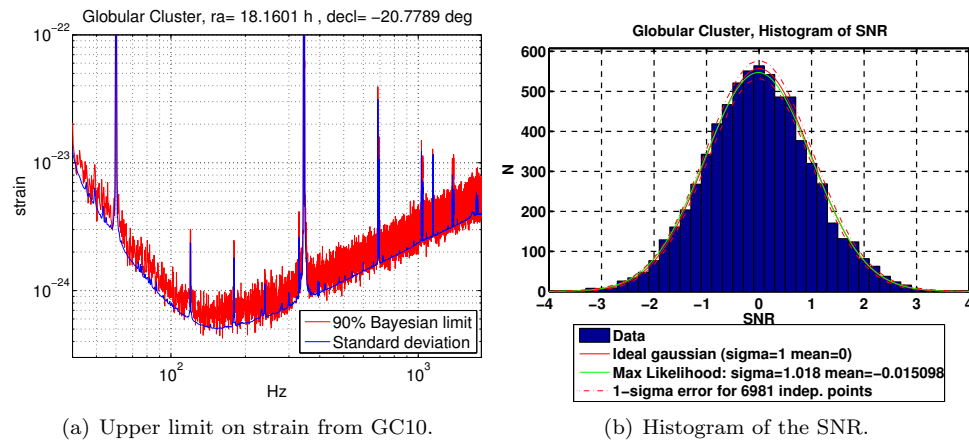 Globular Cluster, ra= 18.1601 h , decl= −20.7789 deg
10^−22
10^−23
10^−24
strain
90% Bayesian limit
Standard deviation
10^2
10^3
Hz
(a) Upper limit on strain from GC10.
Globular Cluster, Histogram of SNR
600
500
400
300
200
100
0
N
−4 −3 −2 −1 0 1 2 3 4
SNR
Data
Ideal gaussian (sigma=1 mean=0)
Max Likelihood: sigma=1.018 mean=−0.015098
1−sigma error for 6981 indep. points
(b) Histogram of the SNR.